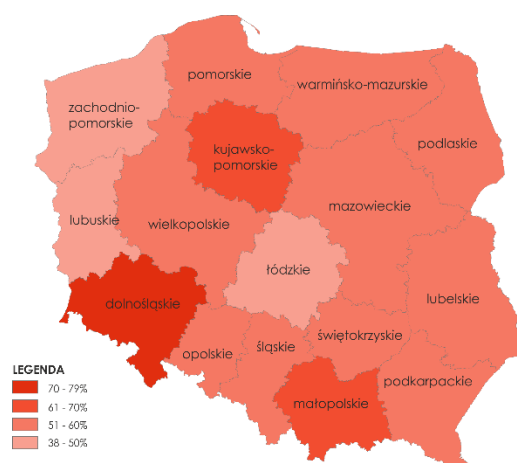 pomorskie
warmińsko-mazurskie
zachodnio-
pomorskie
podlaskie
kujawsko-
pomorskie
mazowieckie
lubuskie
wielkopolskie
łódzkie
dolnośląskie
lubelskie
świętokrzyskie
opolskie
śląskie
podkarpackie
małopolskie
LEGENDA
70 - 79%
61 - 70%
51 - 60%
38 - 50%